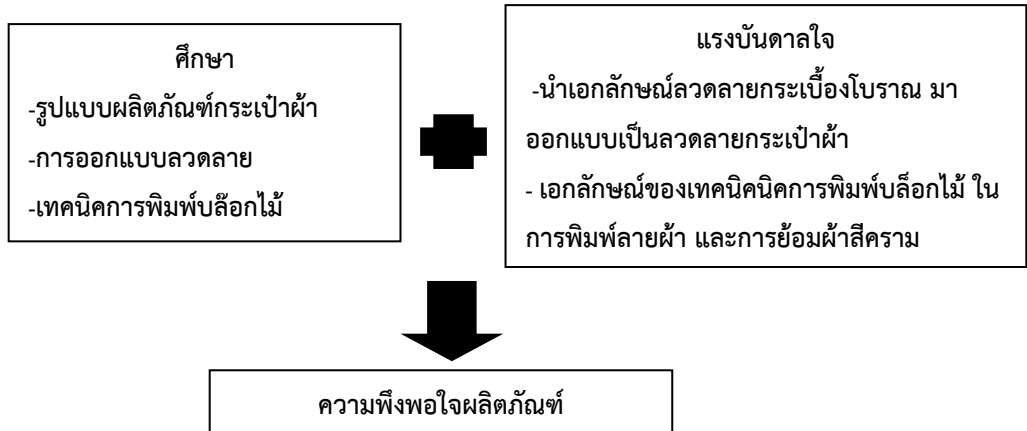 ศึกษา
-รูปแบบผลิตภัณฑ์กระเป๋าผ้า
-การออกแบบลวดลาย
-เทคนิคการพิมพ์บล๊อกไม้
แรงบันดาลใจ
-นำเอกลักษณ์ลวดลายกระเบื้องโบราณ มา
ออกแบบเป็นลวดลายกระเป๋าผ้า
- เอกลักษณ์ของเทคนิคนิคการพิมพ์บล็อกไม้ ใน
การพิมพ์ลายผ้า และการย้อมผ้าสีคราม
ความพึงพอใจผลิตภัณฑ์